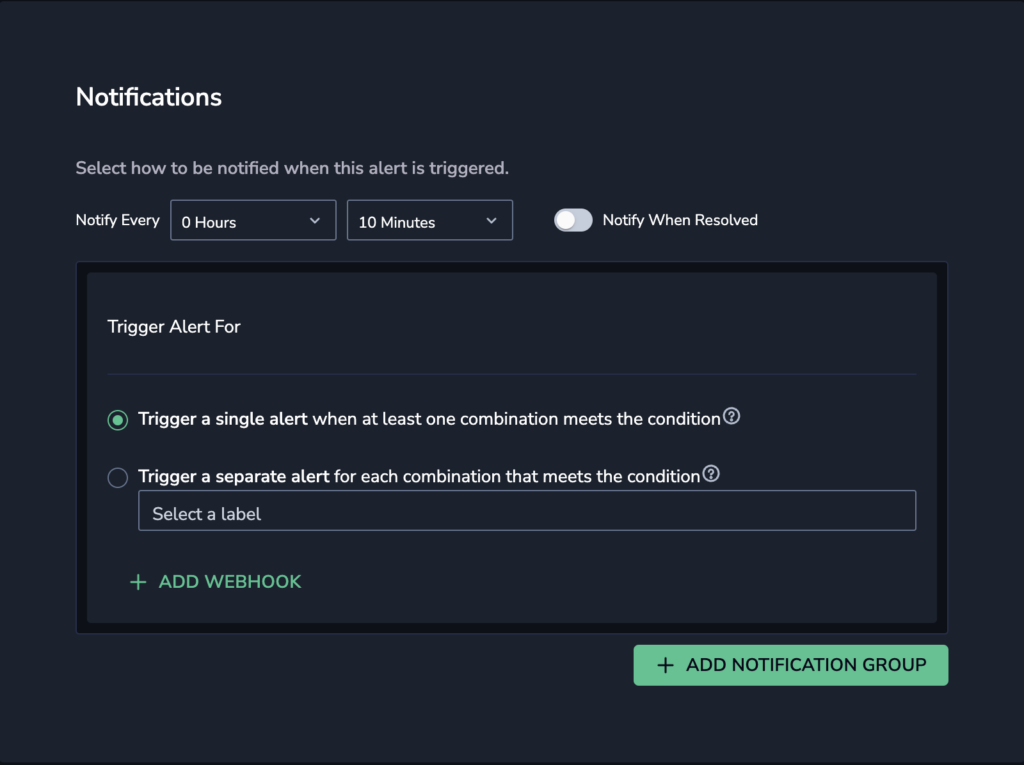 Notifications
Select how to be notified when this alert is triggered.
Notify Every 0 Hours 10 Minutes Notify When Resolved
Trigger Alert For
Trigger a single alert when at least one combination meets the condition ?
Trigger a separate alert for each combination that meets the condition ?
Select a label
+ ADD WEBHOOK
+ ADD NOTIFICATION GROUP